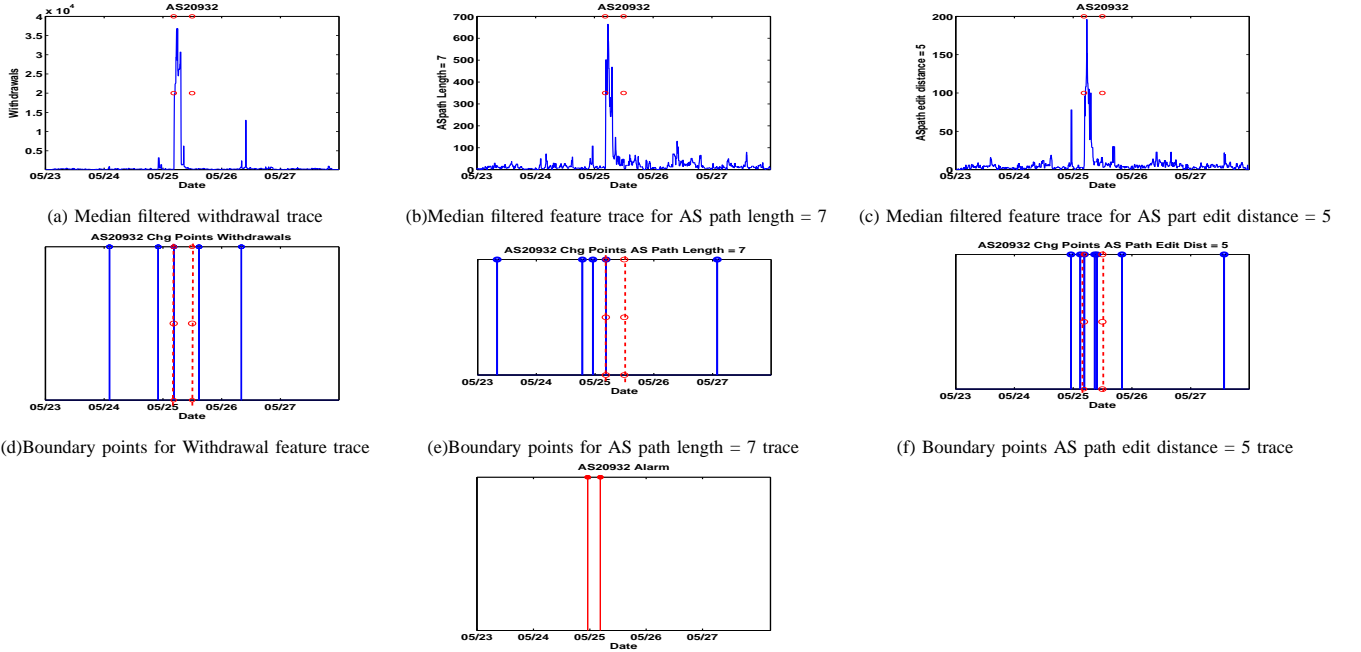 AS20932
x 10^4
4
3.5
3
2.5
2
1.5
1
0.5
0
Withdrawals
05/23 05/24 05/25 05/26 05/27
Date
AS20932
700
600
500
400
300
200
100
0
ASpath Length = 7
05/23 05/24 05/25 05/26 05/27
Date
AS20932
200
150
100
50
0
ASpath edit distance = 5
05/23 05/24 05/25 05/26 05/27
Date
(a) Median filtered withdrawal trace
(b)Median filtered feature trace for AS path length = 7
(c) Median filtered feature trace for AS part edit distance = 5
AS20932 Chg Points Withdrawals
05/23 05/24 05/25 05/26 05/27
Date
AS20932 Chg Points AS Path Length = 7
05/23 05/24 05/25 05/26 05/27
Date
AS20932 Chg Points AS Path Edit Dist = 5
05/23 05/24 05/25 05/26 05/27
Date
(d)Boundary points for Withdrawal feature trace
(e)Boundary points for AS path length = 7 trace
(f) Boundary points AS path edit distance = 5 trace
AS20932 Alarm
05/23 05/24 05/25 05/26 05/27
Date